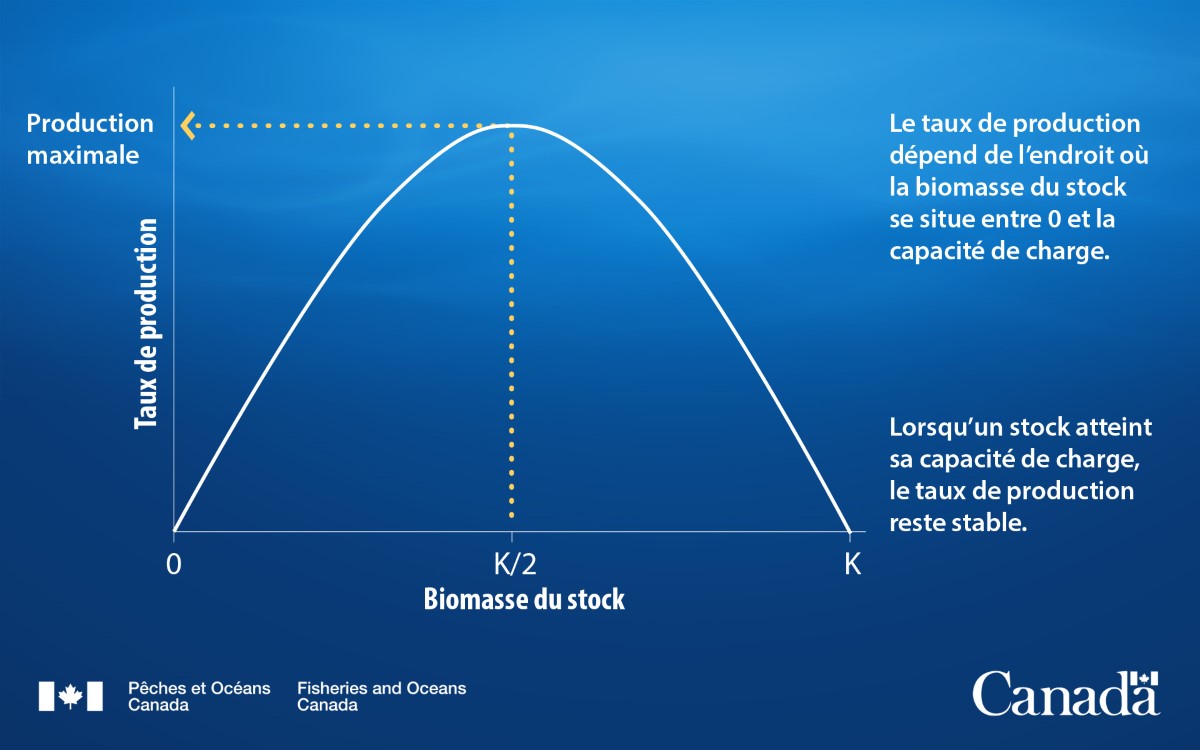 Production
maximale
Taux de production
0
K/2
K
Biomasse du stock
Le taux de production
dépend de l’endroit où
la biomasse du stock
se situe entre 0 et la
capacité de charge.
Lorsqu’un stock atteint
sa capacité de charge,
le taux de production
reste stable.
Pêches et Océans
Canada
Fisheries and Oceans
Canada
Canada